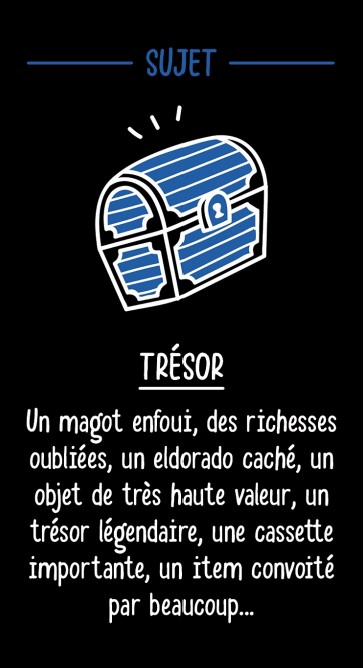 SUJET
TRÉSOR
Un magot enfoui, des richesses
oubliées, un eldorado caché, un
objet de très haute valeur, un
trésor légendaire, une cassette
importante, un item convoité
par beaucoup...